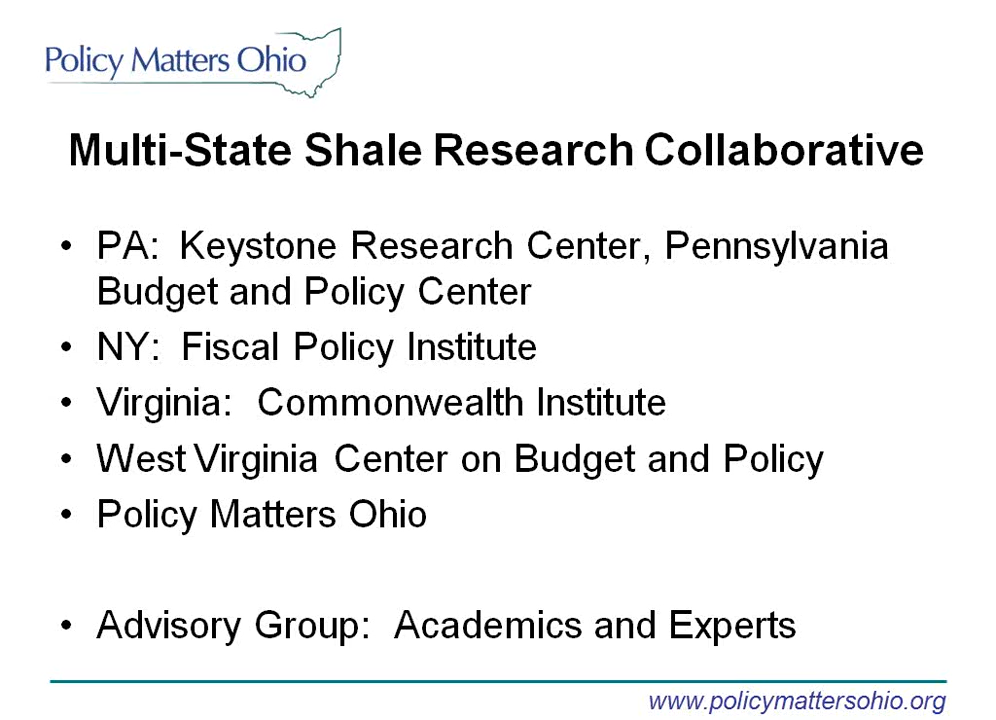 Policy Matters Ohio
Multi-State Shale Research Collaborative
• PA: Keystone Research Center, Pennsylvania
Budget and Policy Center
• NY: Fiscal Policy Institute
• Virginia: Commonwealth Institute
• West Virginia Center on Budget and Policy
• Policy Matters Ohio
• Advisory Group: Academics and Experts
www.policymattersohio.org